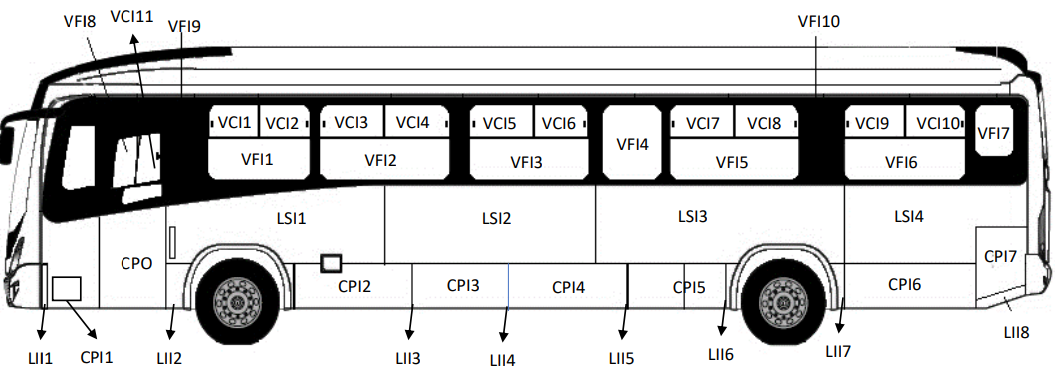 VFI8
VCI11
VFI9
VFI10
VCI1
VCI2
VCI3
VCI4
VCI5
VCI6
VCI7
VCI8
VCI9
VCI10
VFI7
VFI1
VFI2
VFI3
VFI4
VFI5
VFI6
LSI1
LSI2
LSI3
LSI4
CPO
CPI2
CPI3
CPI4
CPI5
CPI6
CPI7
LII1
CPI1
LII2
LII3
LII4
LII5
LII6
LII7
LII8